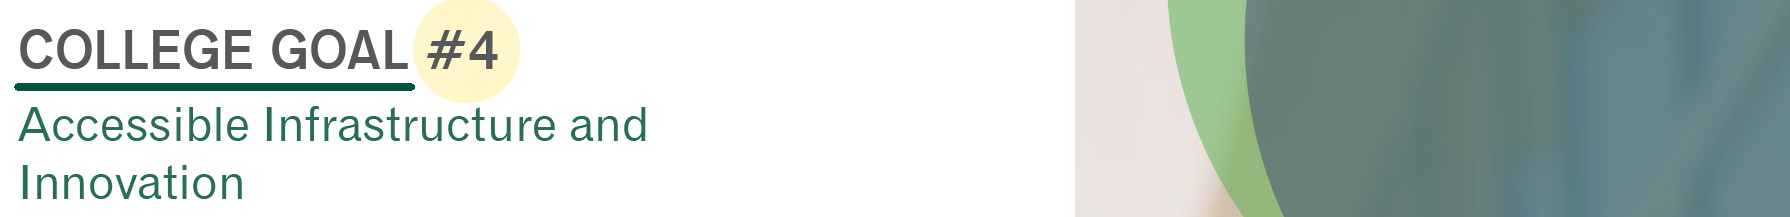 COLLEGE GOAL #4
Accessible Infrastructure and
Innovation